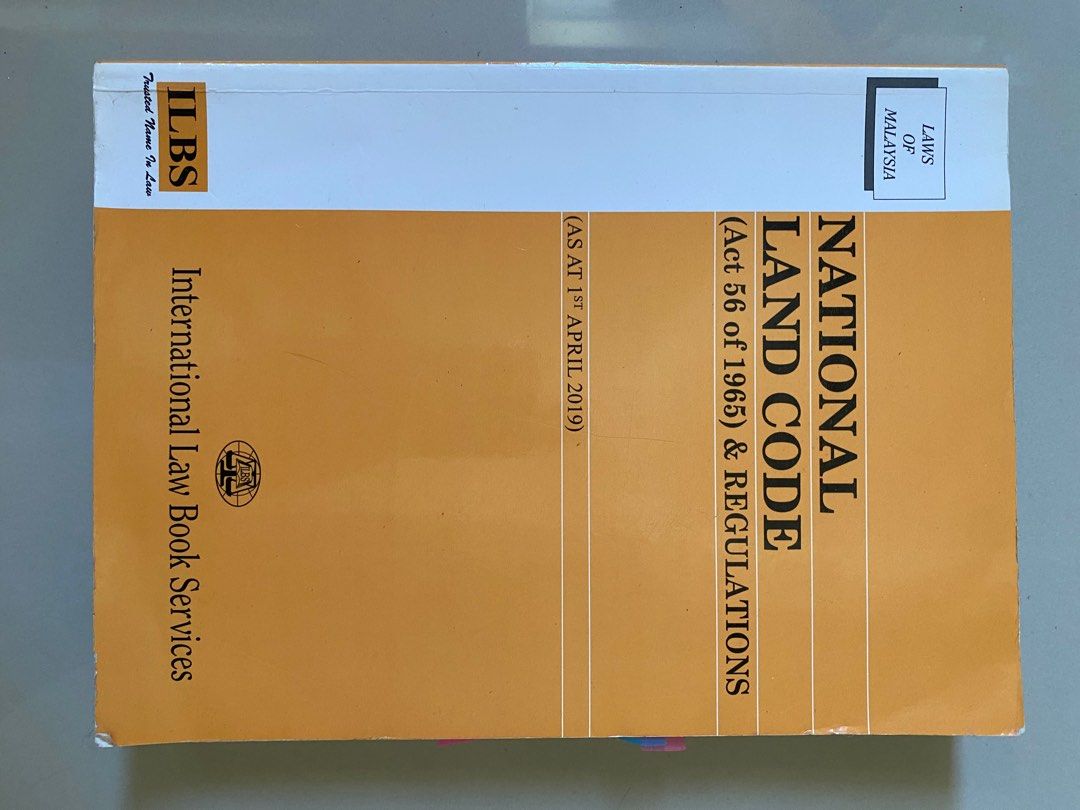 LAWS
OF
MALAYSIA
NATIONAL
LAND CODE
(Act 56 of 1965) & REGULATIONS
(AS AT 1ST APRIL 2019)
ILBS
International Law Book Services
ILBS
Trusted Name In Law